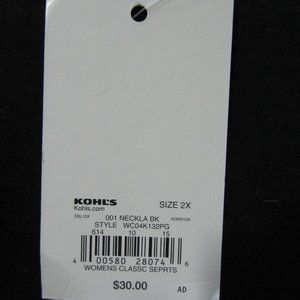 KOHL'S
Kohls.com
SIZE 2X
001 NECKLA BK
STYLE WC04K132PG
614 10 15
4 00580 28074 6
WOMENS CLASSC SEPRTS
$30.00 AD